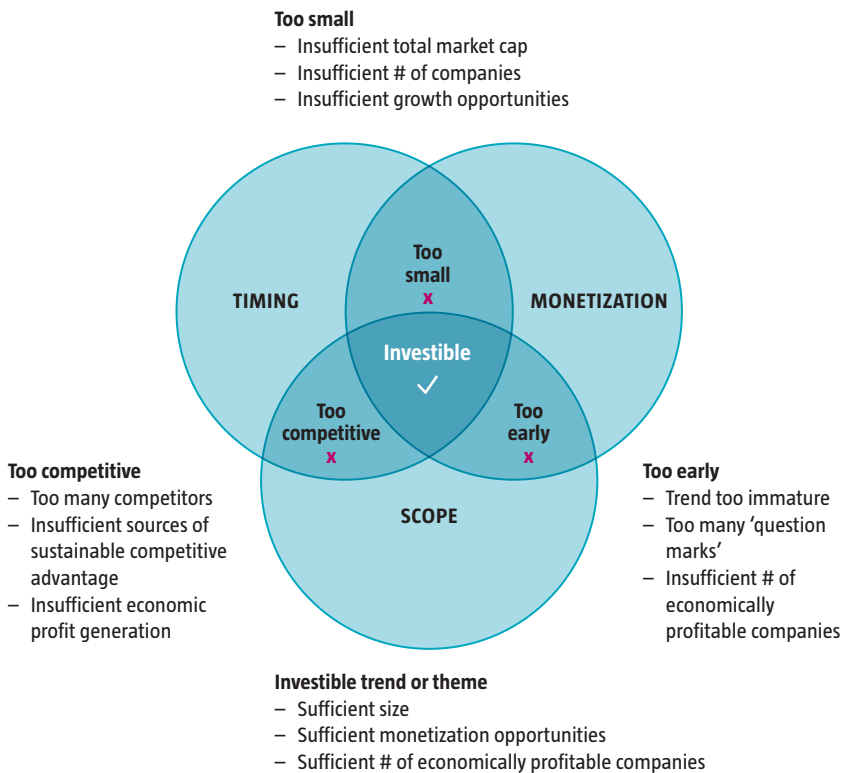 Too small
– Insufficient total market cap
– Insufficient # of companies
– Insufficient growth opportunities
Too
small
x
TIMING
MONETIZATION
Investible
✓
Too
competitive
x
Too
early
x
SCOPE
Too competitive
– Too many competitors
– Insufficient sources of
sustainable competitive
advantage
– Insufficient economic
profit generation
Too early
– Trend too immature
– Too many ‘question
marks’
– Insufficient # of
economically
profitable companies
Investible trend or theme
– Sufficient size
– Sufficient monetization opportunities
– Sufficient # of economically profitable companies